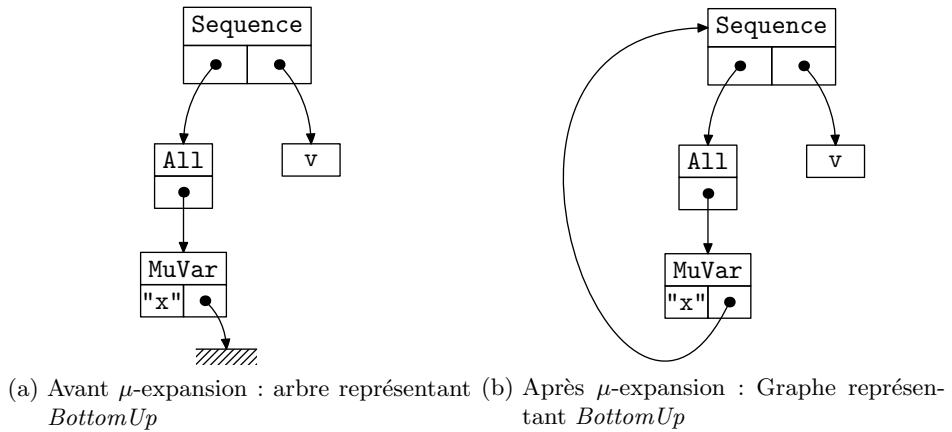 Sequence
All
v
MuVar
"x"
(a) Avant μ-expansion : arbre représentant
BottomUp
Sequence
All
v
MuVar
"x"
(b) Après μ-expansion : Graphe représen-
tant BottomUp